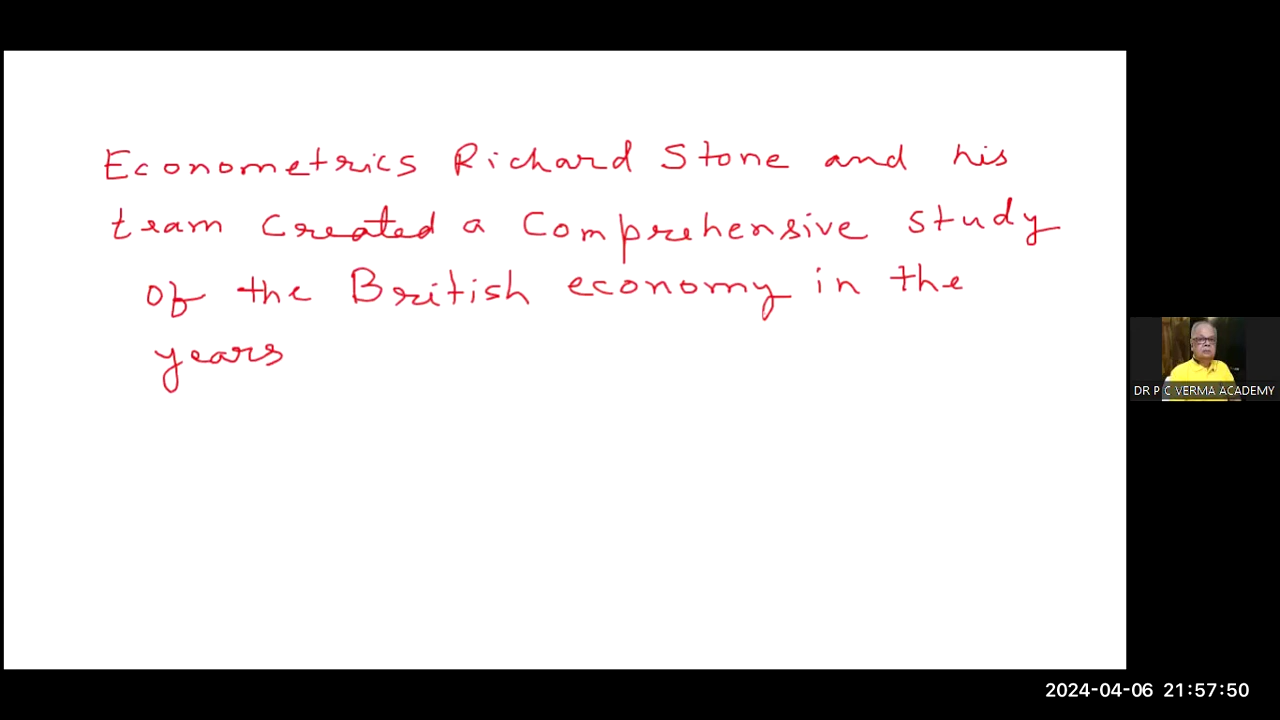 Econometrics Richard Stone and his
team created a comprehensive study
of the British economy in the
years
DR P C VERMA ACADEMY
2024-04-06 21:57:50